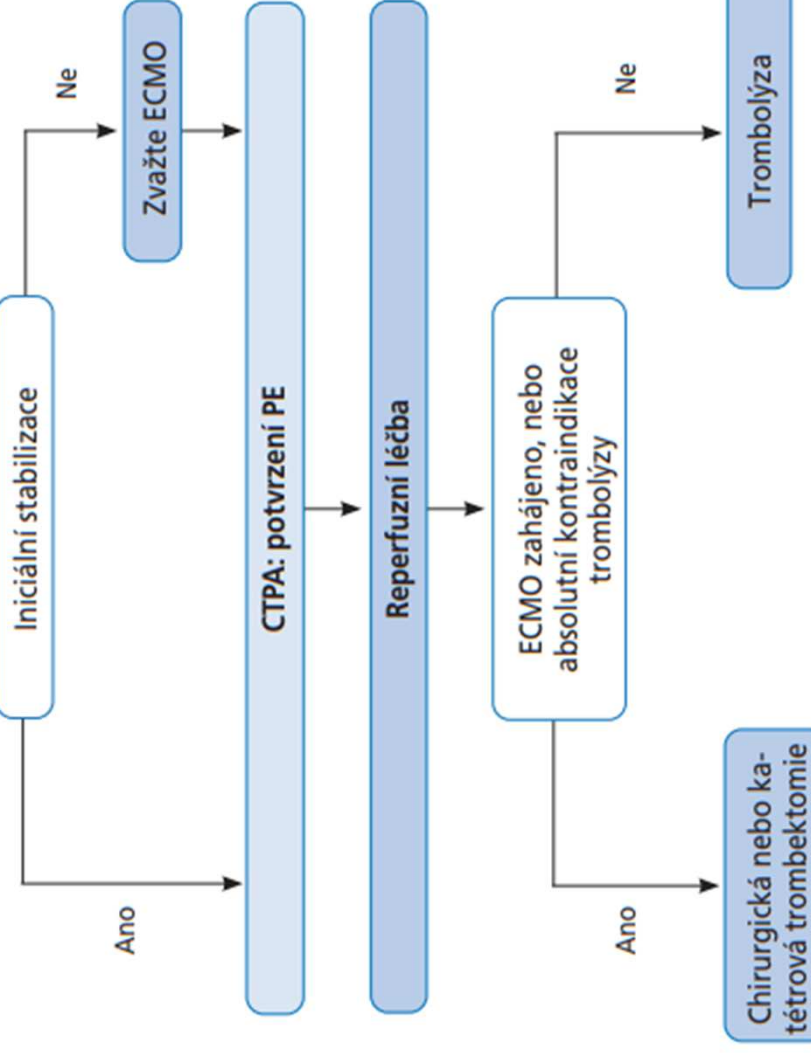 Iniciální stabilizace
Ano
Ne
Zvažte ECMO
CTPA: potvrzení PE
Reperfuzní léčba
ECMO zahájeno, nebo
absolutní kontraindikace
trombolýzy
Ano
Ne
Chirurgická nebo ka-
tétrová trombektomie
Trombolýza